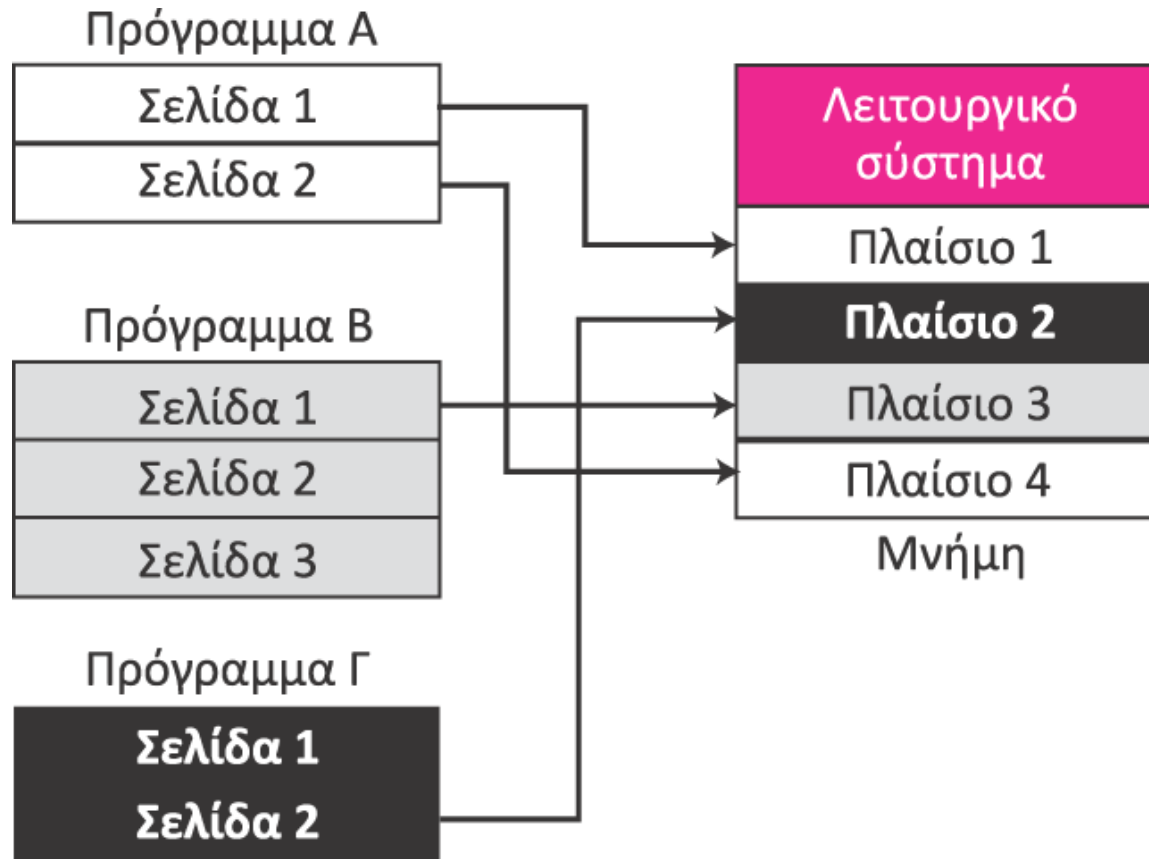 Πρόγραμμα Α
Σελίδα 1
Σελίδα 2
Πρόγραμμα Β
Σελίδα 1
Σελίδα 2
Σελίδα 3
Πρόγραμμα Γ
Σελίδα 1
Σελίδα 2
Λειτουργικό
σύστημα
Πλαίσιο 1
Πλαίσιο 2
Πλαίσιο 3
Πλαίσιο 4
Μνήμη